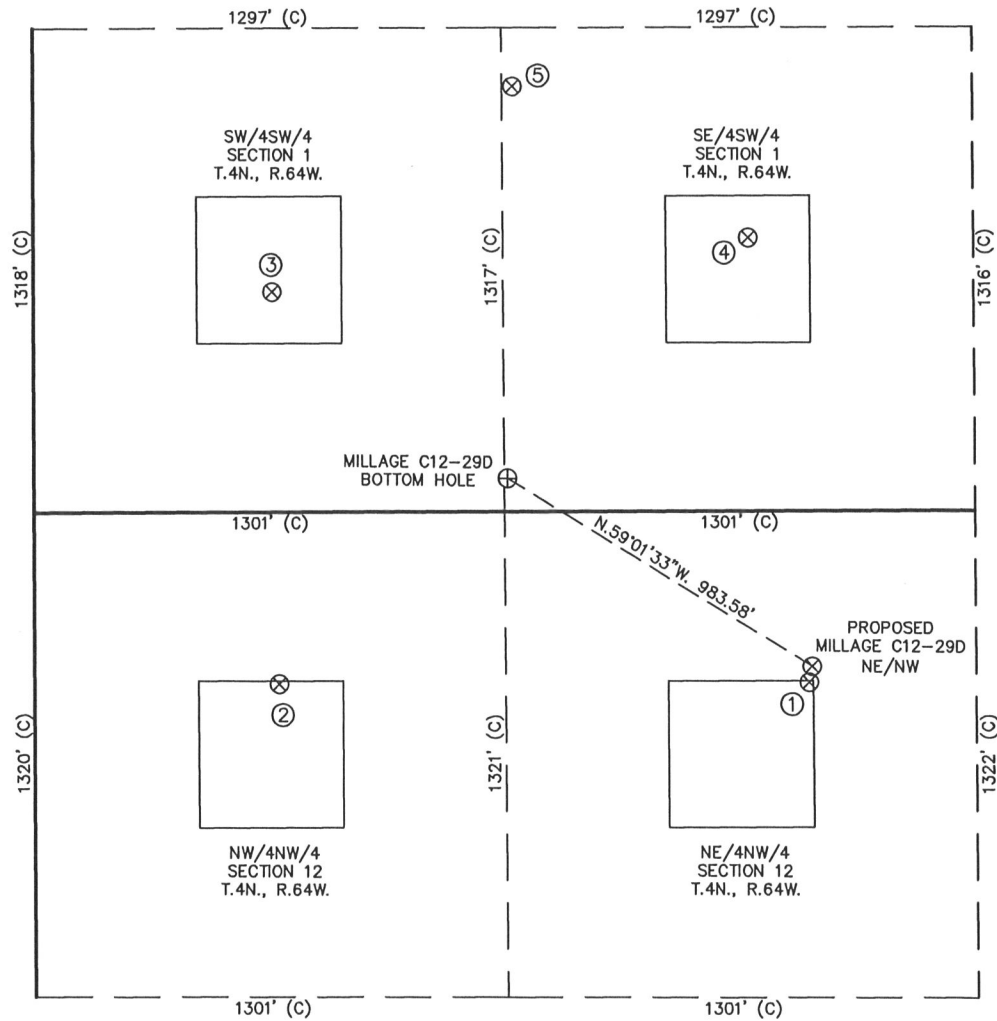 1297' (C)
1297' (C)
⑤
SW/4SW/4
SECTION 1
T.4N., R.64W.
SE/4SW/4
SECTION 1
T.4N., R.64W.
1318' (C)
③
1317' (C)
④
1316' (C)
MILLAGE C12-29D
BOTTOM HOLE
1301' (C)
1301' (C)
N.59°01'33"W. 983.58'
PROPOSED
MILLAGE C12-29D
NE/NW
①
②
1320' (C)
1321' (C)
1322' (C)
NW/4NW/4
SECTION 12
T.4N., R.64W.
NE/4NW/4
SECTION 12
T.4N., R.64W.
1301' (C)
1301' (C)